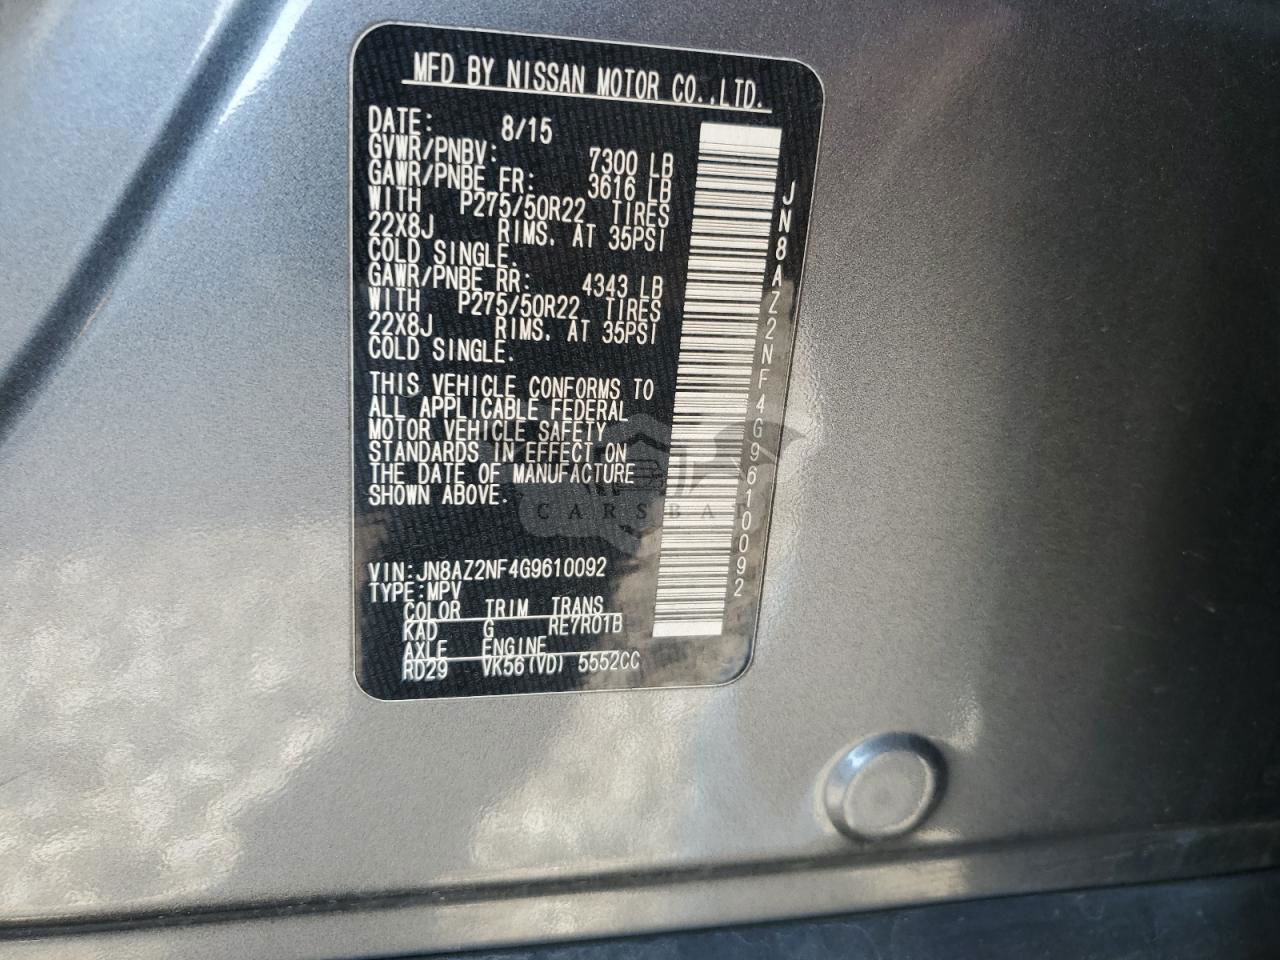 MFD BY NISSAN MOTOR CO.,LTD.
DATE: 8/15
GVWR/PNBV: 7300 LB
GAWR/PNBE FR: 3616 LB
WITH P275/50R22 TIRES
22X8J RIMS. AT 35PSI
COLD SINGLE.
GAWR/PNBE RR: 4343 LB
WITH P275/50R22 TIRES
22X8J RIMS. AT 35PSI
COLD SINGLE.
THIS VEHICLE CONFORMS TO
ALL APPLICABLE FEDERAL
MOTOR VEHICLE SAFETY
STANDARDS IN EFFECT ON
THE DATE OF MANUFACTURE
SHOWN ABOVE.
VIN:JN8AZ2NF4G9610092
TYPE:MPV
COLOR TRIM TRANS
KAD G RE7R01B
AXLE ENGINE
RD29 VK56(VD) 5552CC
JN8AZ2NF4G9610092
CARSBAT